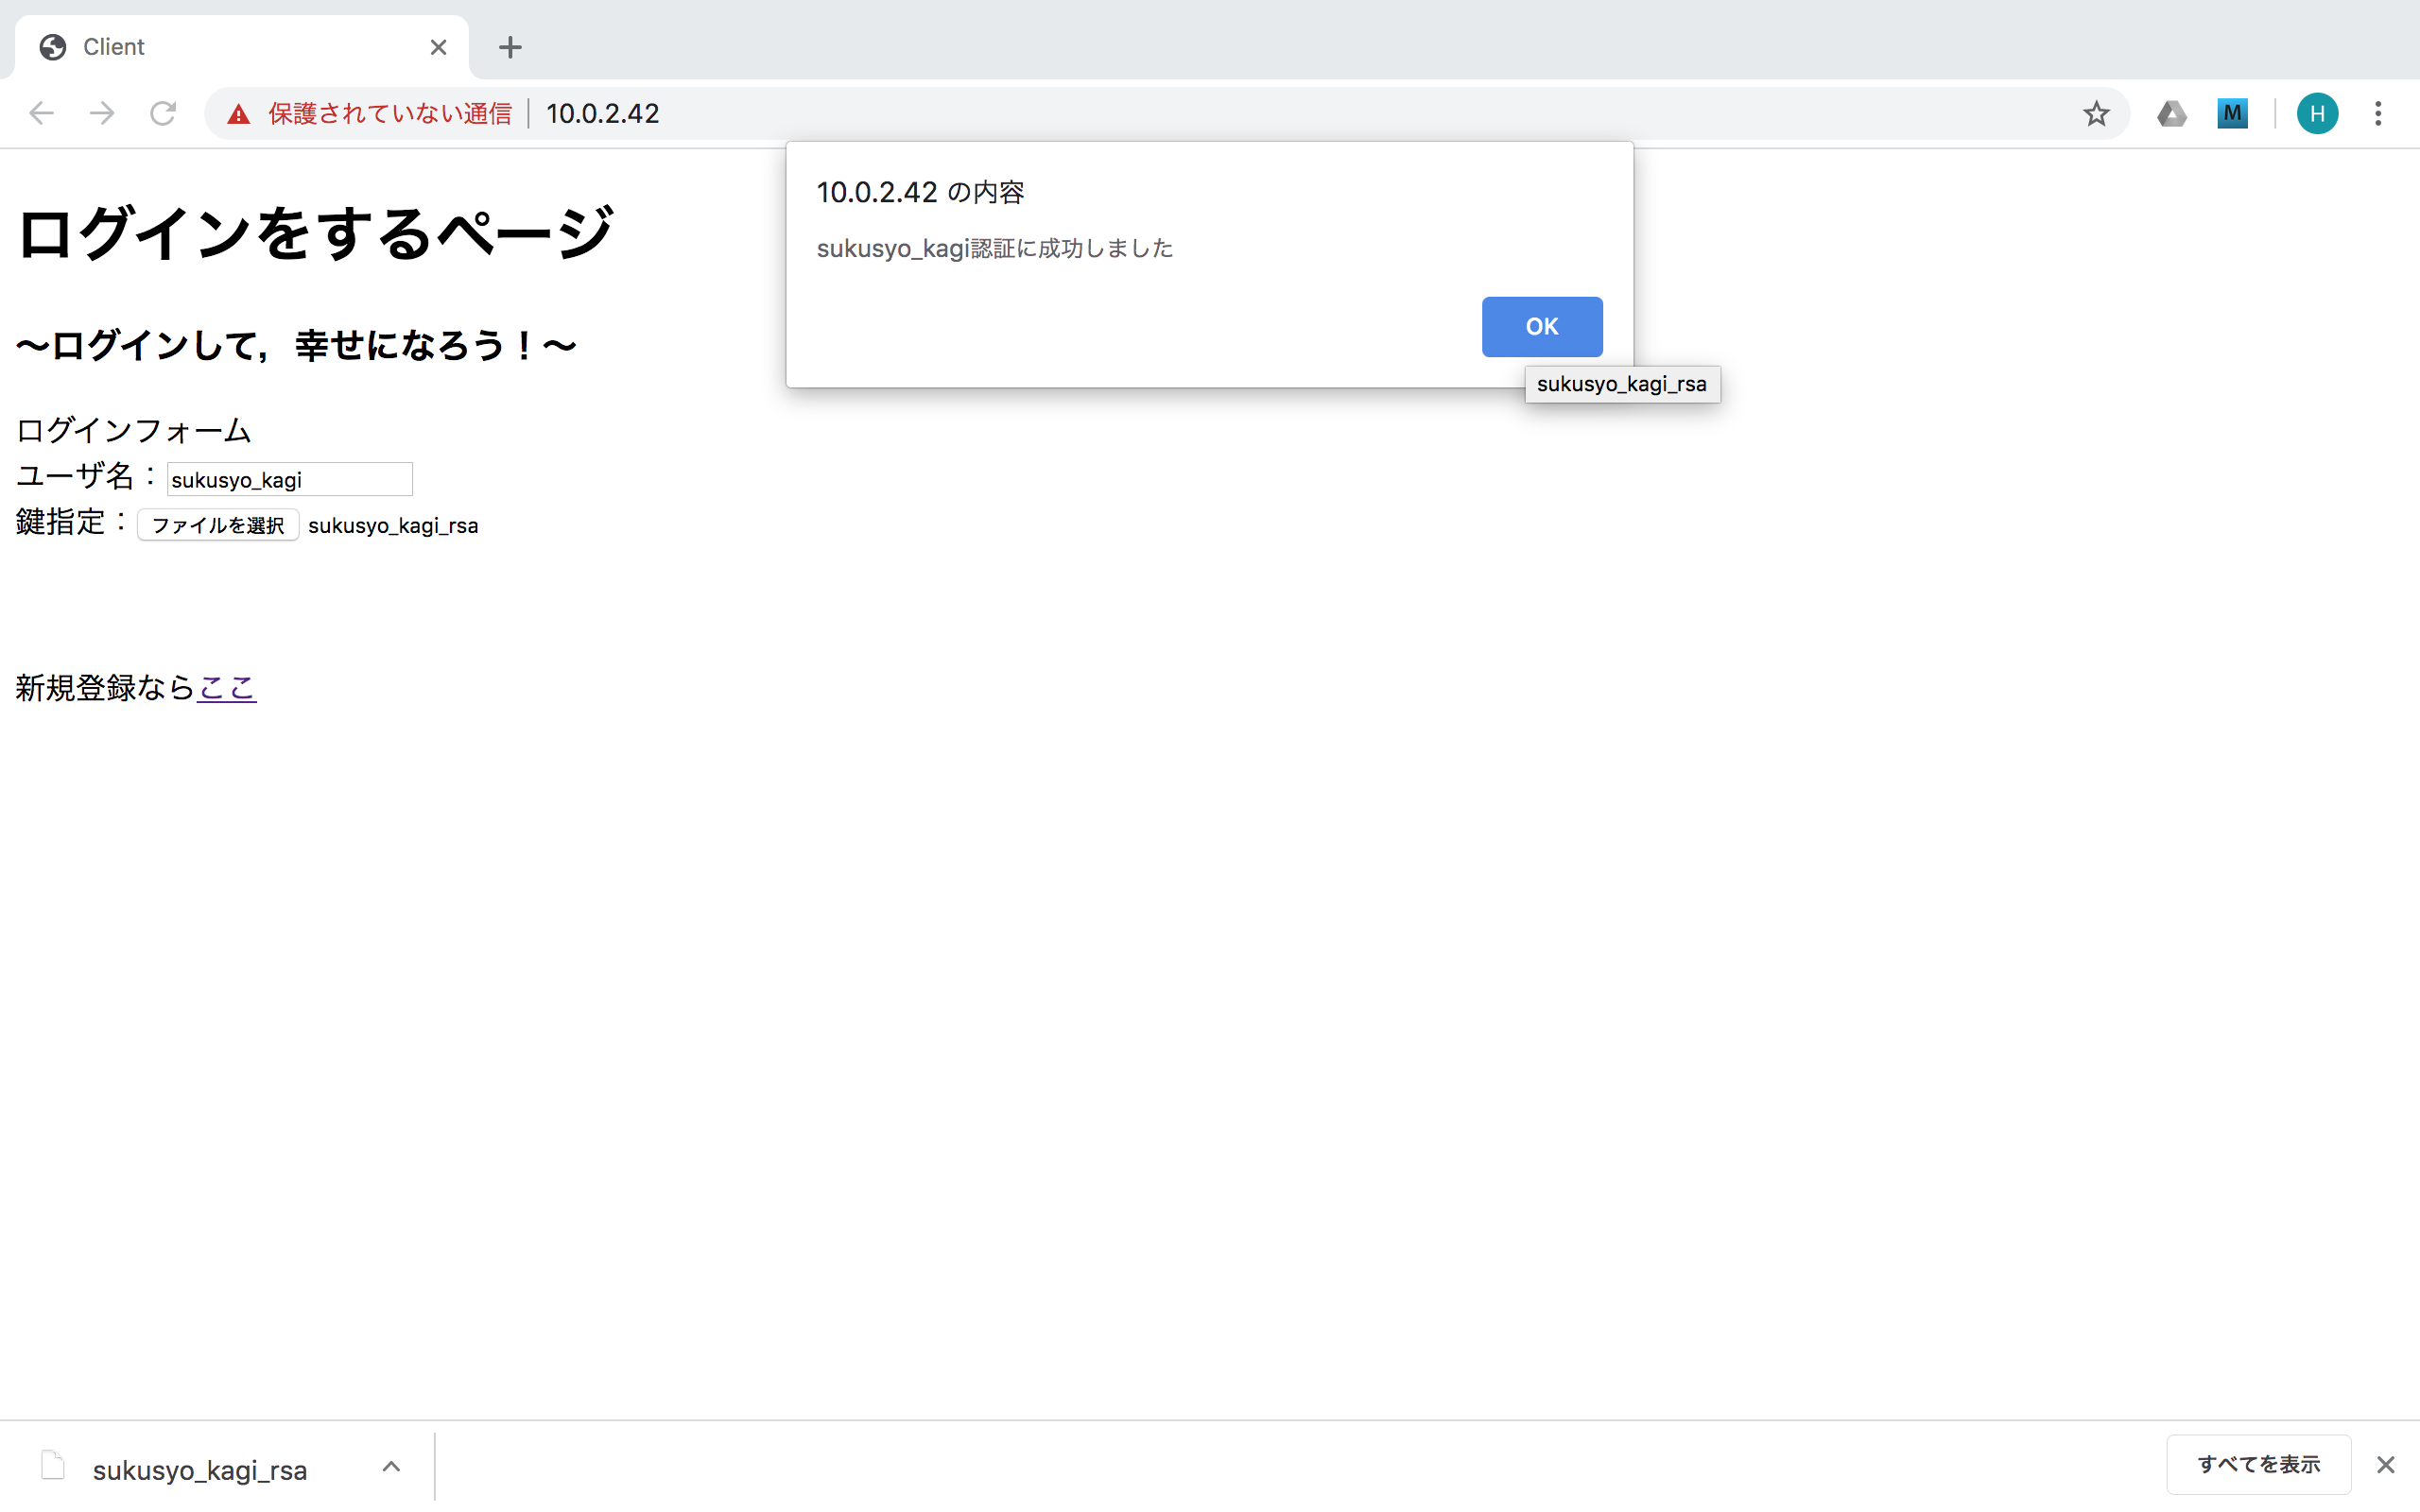 Client
保護されていない通信 10.0.2.42
M
H
10.0.2.42 の内容
sukusyo_kagi認証に成功しました
OK
sukusyo_kagi_rsa
ログインをするページ
〜ログインして，幸せになろう！〜
ログインフォーム
ユーザ名：sukusyo_kagi
鍵指定：ファイルを選択 sukusyo_kagi_rsa
新規登録ならここ
sukusyo_kagi_rsa
すべてを表示